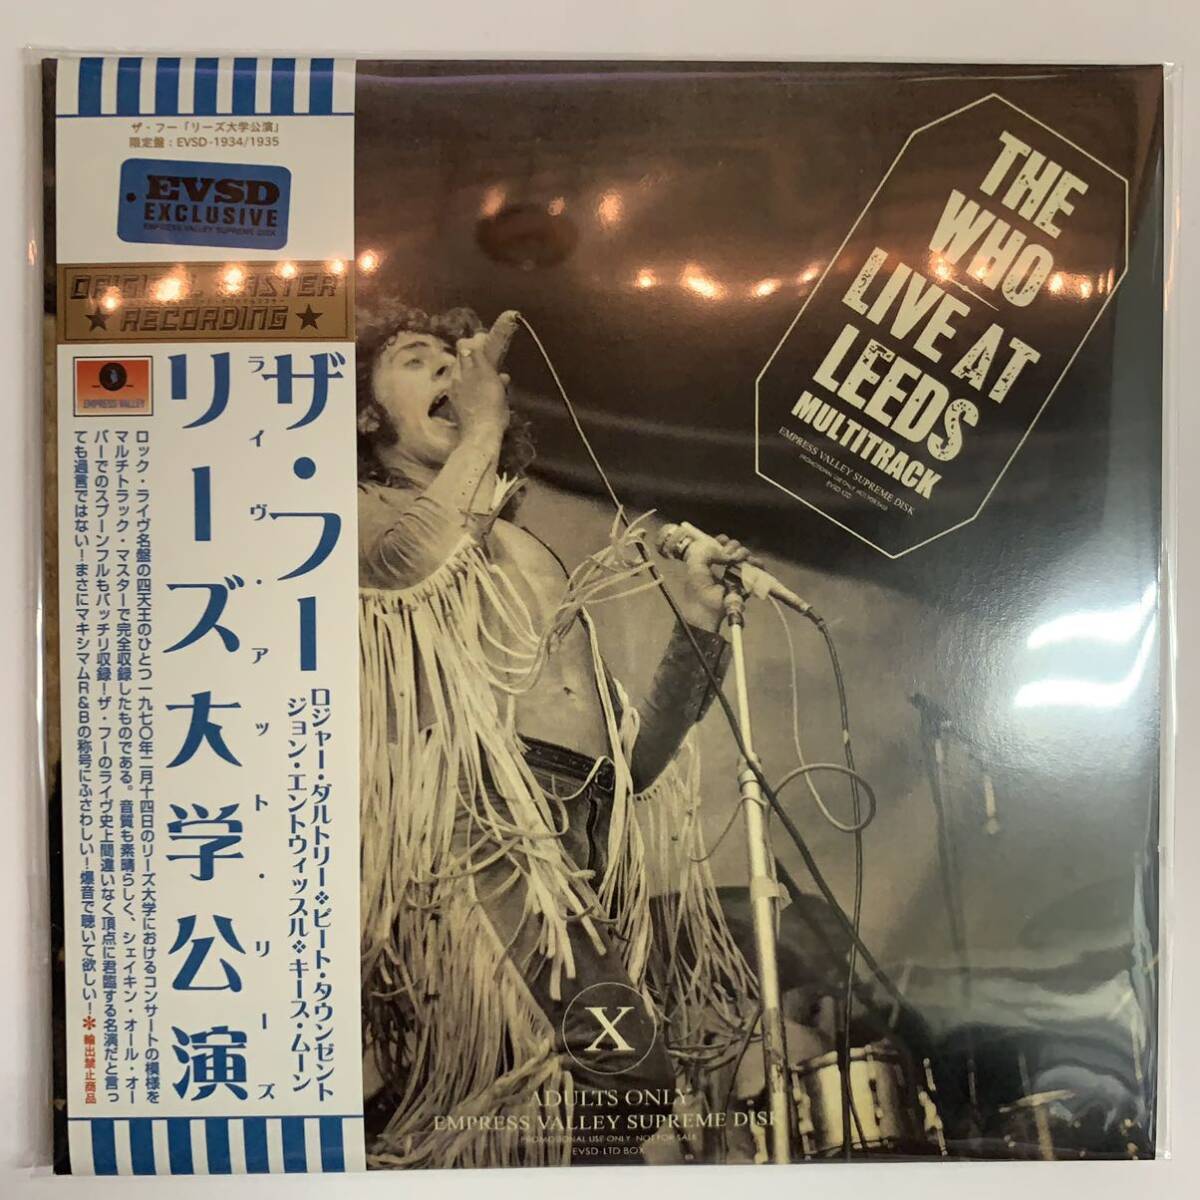 ザ・フー「リーズ大学公演」
限定盤：EVSD-1934/1935
EVSD
EXCLUSIVE
EMPRESS VALLEY SUPREME DISK
ORIGINAL MASTER
RECORDING
EMPRESS VALLEY
ザ・フー
ライヴ・アット・リーズ
リーズ大学公演
ロジャー・ダルトリー❖ピート・タウンゼント
ジョン・エントウィッスル❖キース・ムーン
ロック・ライヴ名盤の四天王のひとつ一九七〇年二月十四日のリーズ大学におけるコンサートの模様を
マルチトラック・マスターで完全収録したものである。音質も素晴らしく、シェイキン・オール・オー
バーでのスプーンフルもバッチリ収録！ザ・フーのライヴ史上間違いなく頂点に君臨する名演だと言っ
ても過言ではない！まさにマキシマムR&Bの称号にふさわしい！爆音で聴いて欲しい！✻輸出禁止商品
THE
WHO
LIVE AT
LEEDS
MULTITRACK
EMPRESS VALLEY SUPREME DISK
PROMOTIONAL USE ONLY NOT FOR SALE
EVSD-LTD
X
ADULTS ONLY
EMPRESS VALLEY SUPREME DISK
PROMOTIONAL USE ONLY NOT FOR SALE
EVSD-LTD BOX